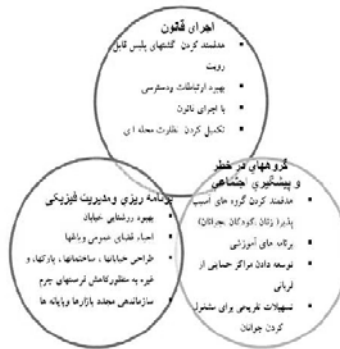 اجرای قانون
هدفمند کردن گشتهای پلیس قابل
رویت
بهبود ارتباطات ودسترسی
با اجرای قانون
تکمیل کردن نظارت محله ای
گروههای در خطر
و پیشگیری اجتماعی
هدفمند کردن گروه های آسیب
پذیر( زنان ،کودکان ،مجرمان)
برنامه های آموزشی
توسعه دادن مراکز حمایتی از
قربانی
تسهیلات تفریحی برای مشغول
کردن جوانان
برنامه ریزی ومدیریت فیزیکی
بهبود روشنایی خیابان
احیاء فضای عمومی وباغها
طراحی خیابانها ، ساختمانها ، پارکها، و
غیره به منظورکاهش فرصتهای جرم
سازماندهی مجدد بازارها وپایانه ها